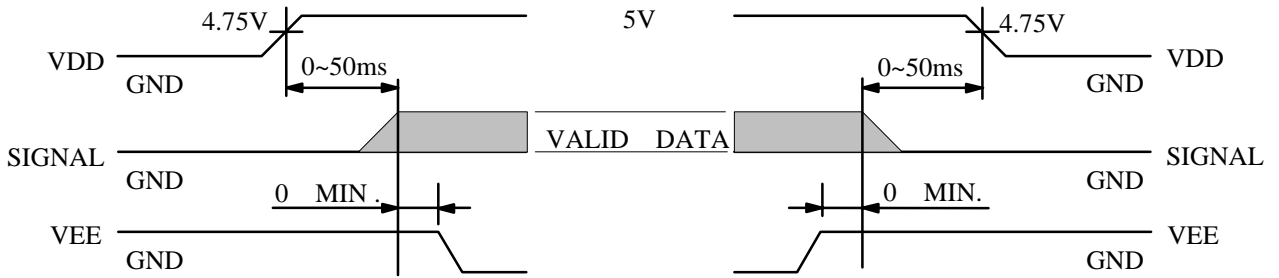 4.75V 5V 4.75V
VDD VDD
GND 0~50ms 0~50ms GND
VALID DATA
SIGNAL SIGNAL
GND GND
0 MIN . 0 MIN.
VEE VEE
GND GND